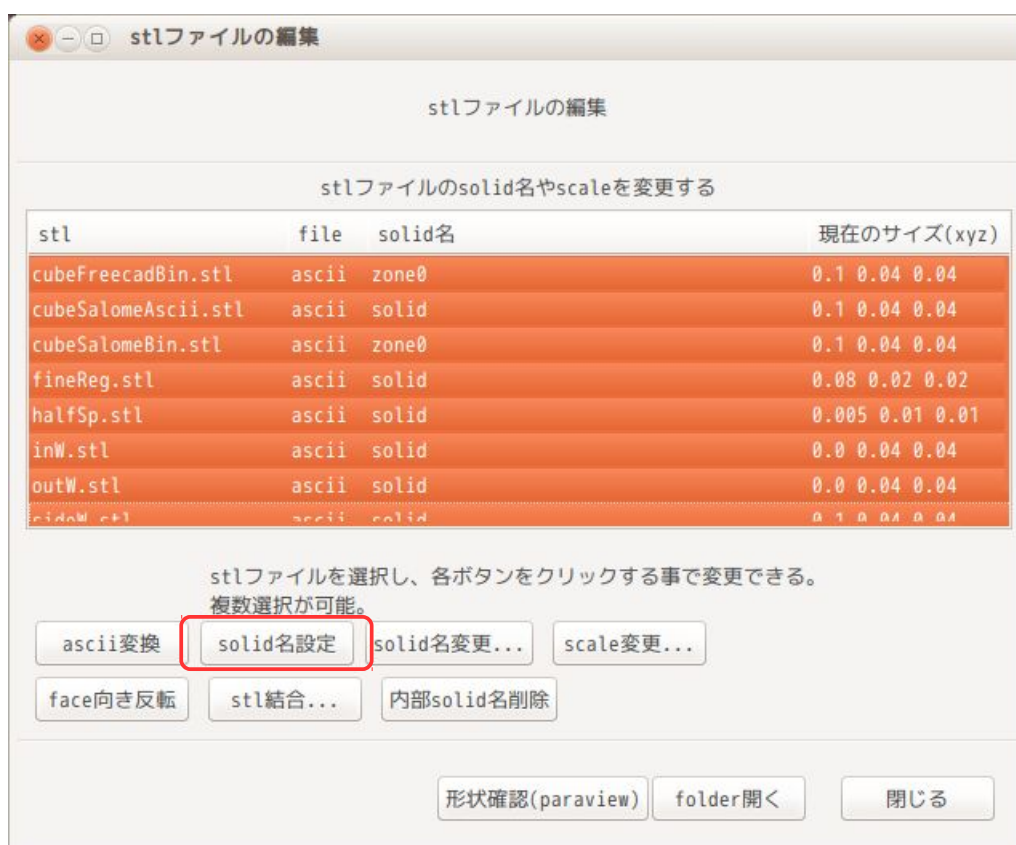 stlファイルの編集
stlファイルの編集
stlファイルのsolid名やscaleを変更する
stl file solid名 現在のサイズ(xyz)
cubeFreecadBin.stl ascii zone0 0.1 0.04 0.04
cubeSalomeAscii.stl ascii solid 0.1 0.04 0.04
cubeSalomeBin.stl ascii zone0 0.1 0.04 0.04
fineReg.stl ascii solid 0.08 0.02 0.02
halfSp.stl ascii solid 0.005 0.01 0.01
inW.stl ascii solid 0.0 0.04 0.04
outW.stl ascii solid 0.0 0.04 0.04
sideW.stl ascii solid 0.1 0.04 0.04
stlファイルを選択し、各ボタンをクリックする事で変更できる。
複数選択が可能。
ascii変換 solid名設定 solid名変更... scale変更...
face向き反転 stl結合... 内部solid名削除
形状確認(paraview) folder開く 閉じる